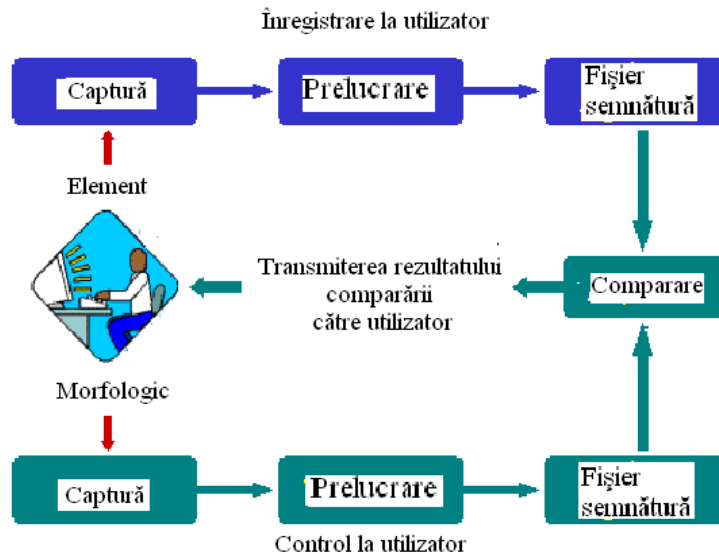 Înregistrare la utilizator
Captură
Prelucrare
Fişier
semnătură
Element
Transmiterea rezultatului
comparării
către utilizator
Comparare
Morfologic
Captură
Prelucrare
Fişier
semnătură
Control la utilizator